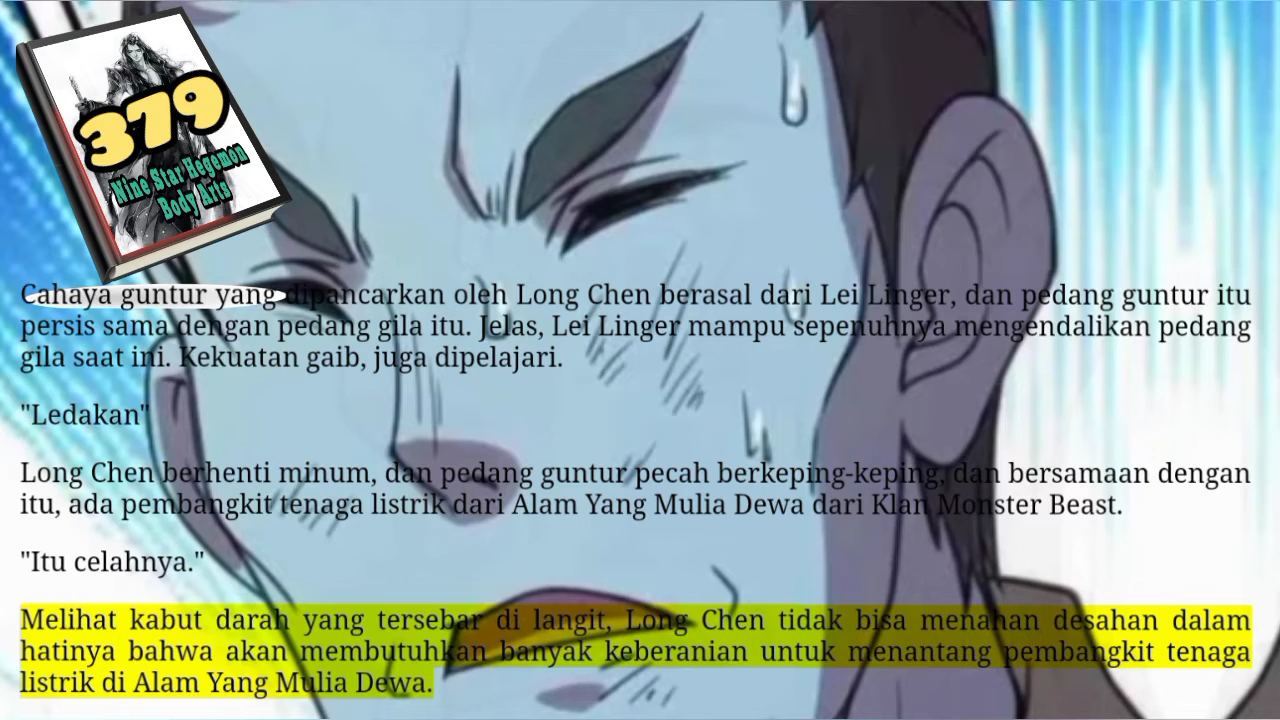 379
Nine Star Hegemon
Body Arts
Cahaya guntur yang dipancarkan oleh Long Chen berasal dari Lei Linger, dan pedang guntur itu
persis sama dengan pedang gila itu. Jelas, Lei Linger mampu sepenuhnya mengendalikan pedang
gila saat ini. Kekuatan gaib, juga dipelajari.
"Ledakan"
Long Chen berhenti minum, dan pedang guntur pecah berkeping-keping, dan bersamaan dengan
itu, ada pembangkit tenaga listrik dari Alam Yang Mulia Dewa dari Klan Monster Beast.
"Itu celahnya."
Melihat kabut darah yang tersebar di langit, Long Chen tidak bisa menahan desahan dalam
hatinya bahwa akan membutuhkan banyak keberanian untuk menantang pembangkit tenaga
listrik di Alam Yang Mulia Dewa.